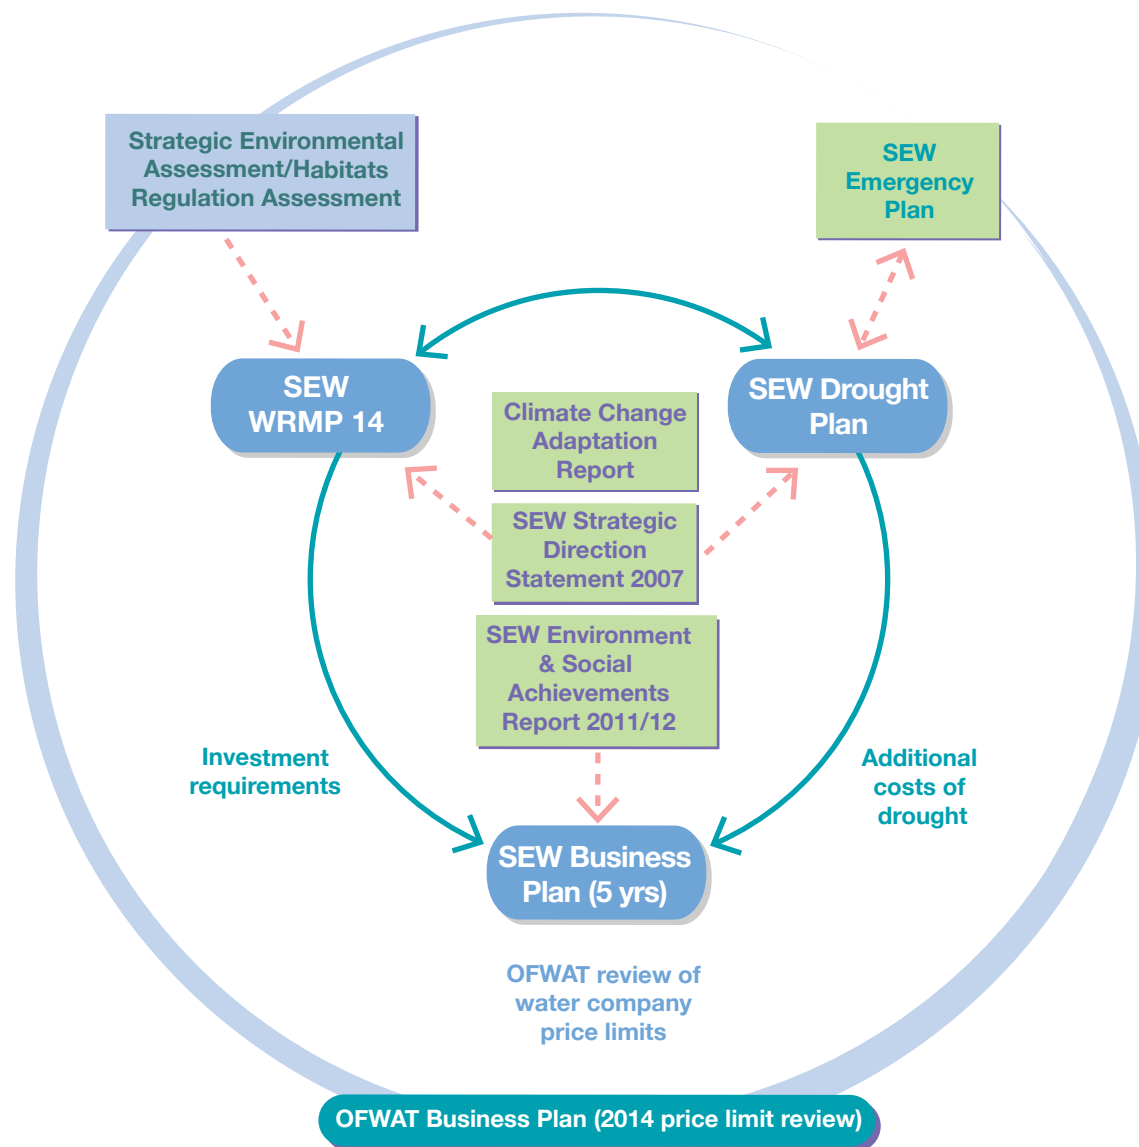 Strategic Environmental
Assessment/Habitats
Regulation Assessment
SEW
Emergency
Plan
SEW
WRMP 14
SEW Drought
Plan
Climate Change
Adaptation
Report
SEW Strategic
Direction
Statement 2007
SEW Environment
& Social
Achievements
Report 2011/12
Investment
requirements
Additional
costs of
drought
SEW Business
Plan (5 yrs)
OFWAT review of
water company
price limits
OFWAT Business Plan (2014 price limit review)